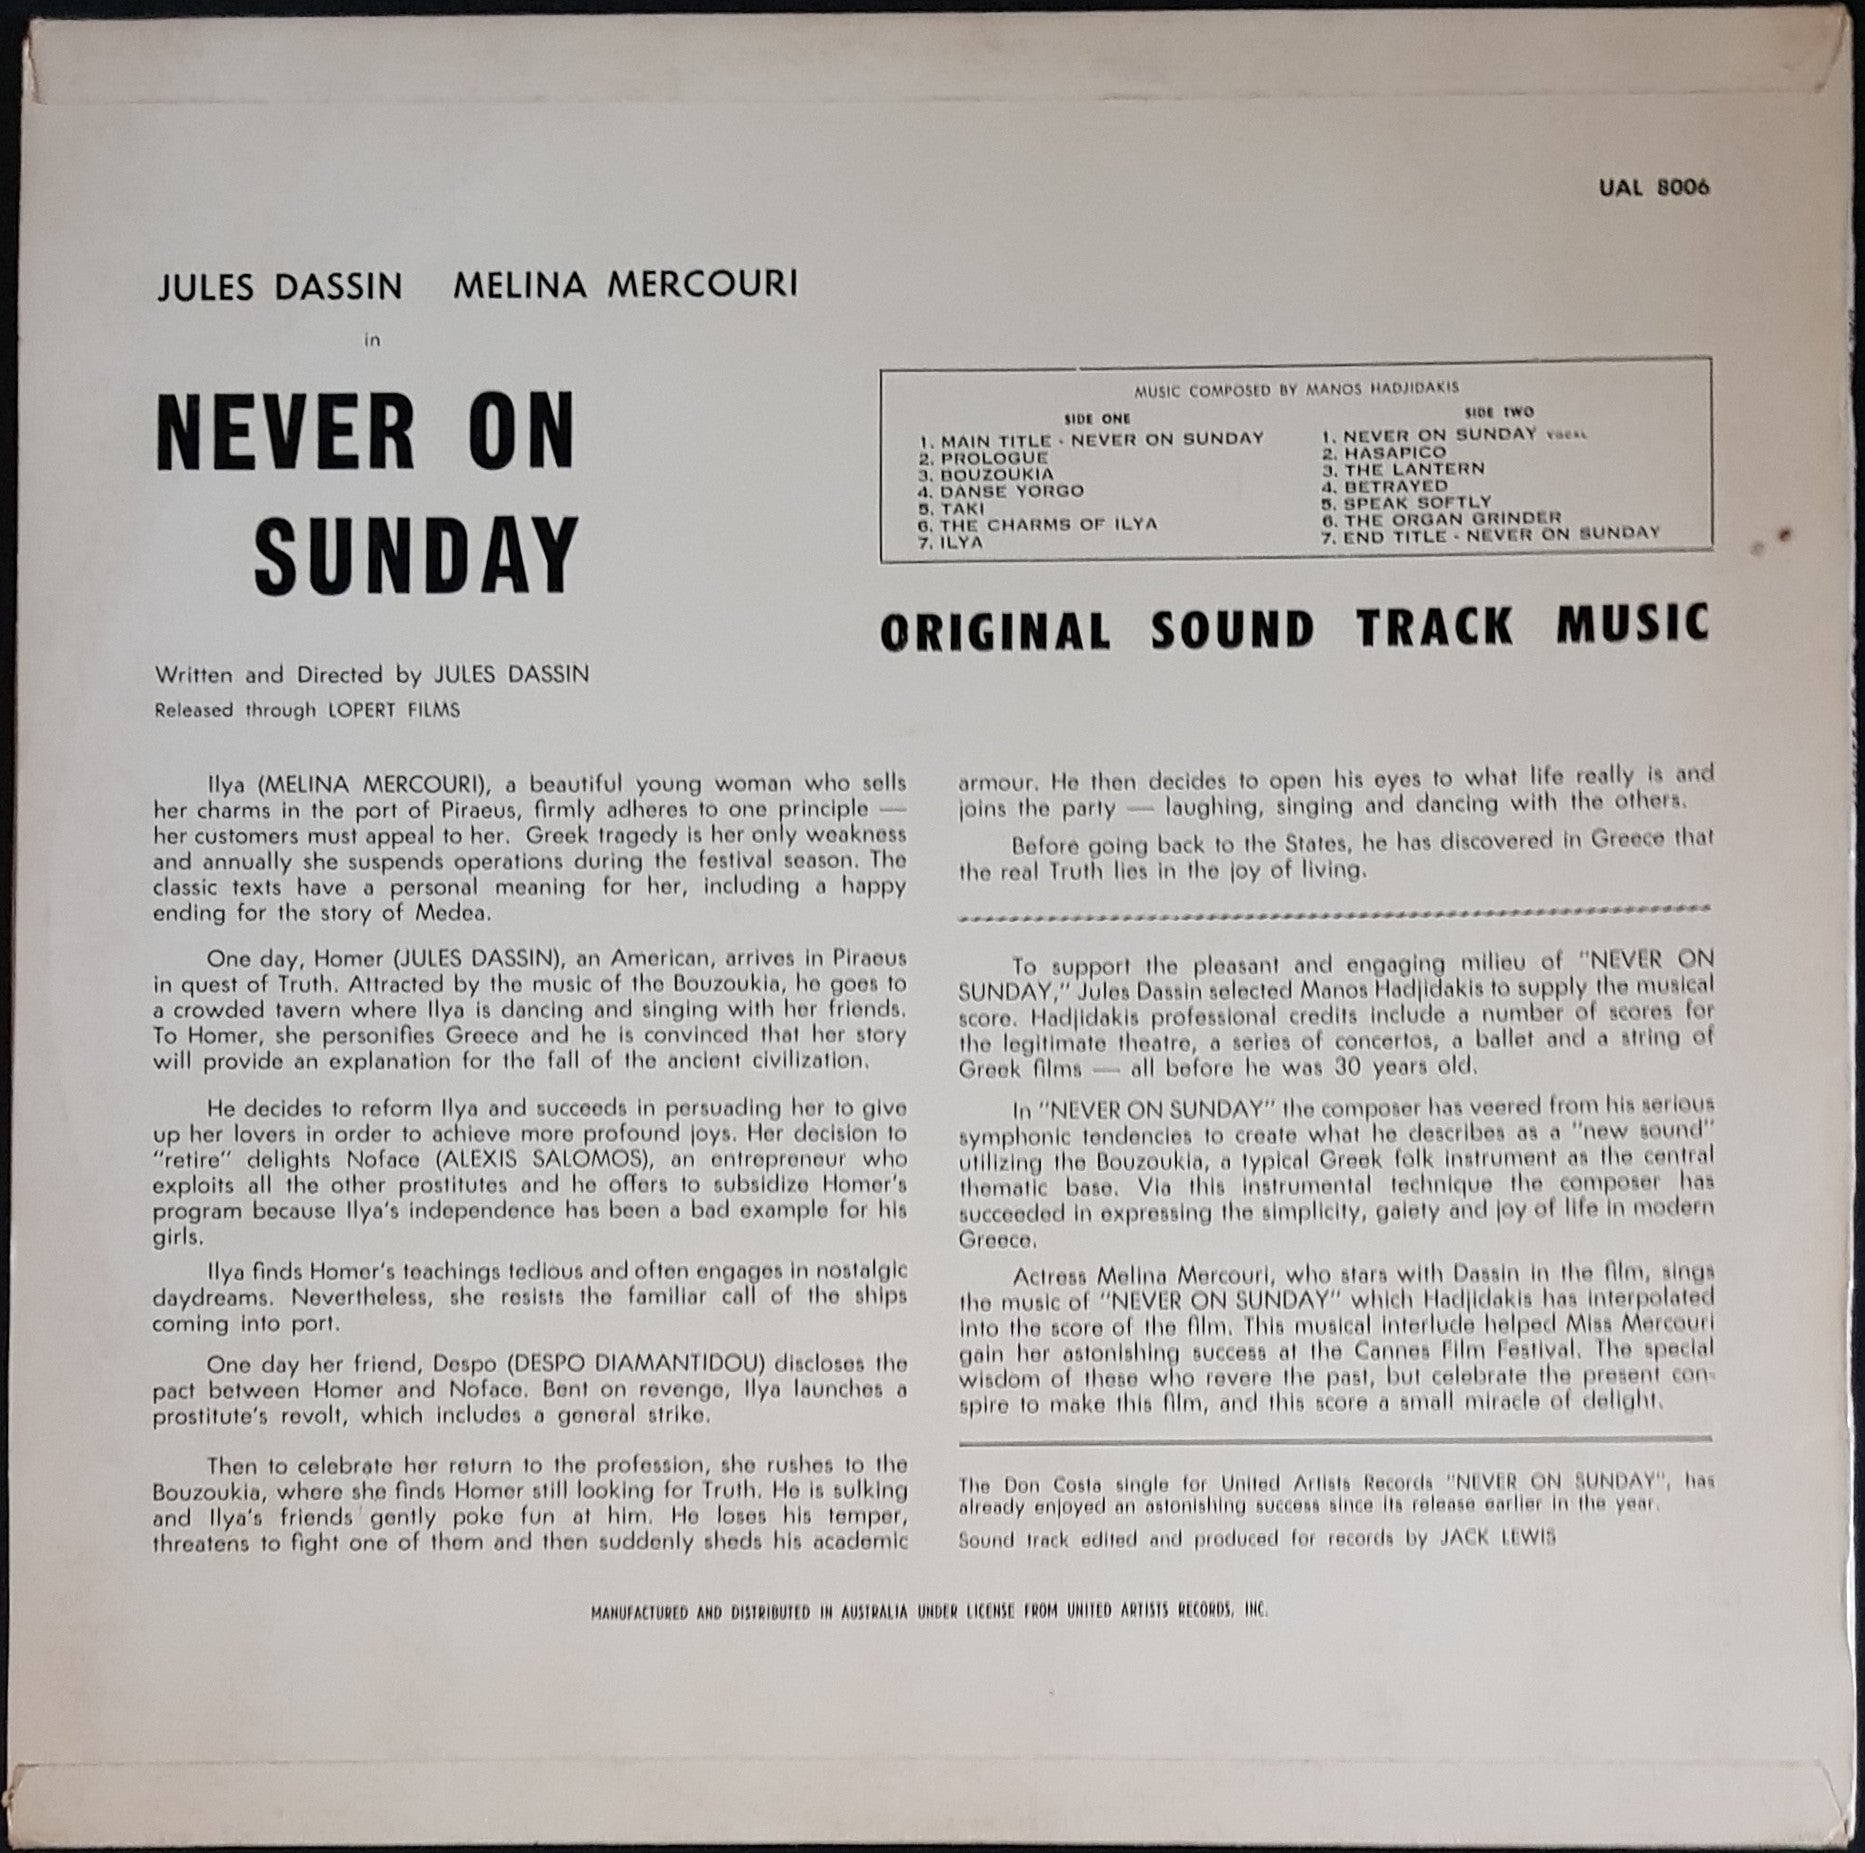 UAL 8006
JULES DASSIN MELINA MERCOURI
in
NEVER ON
SUNDAY
Written and Directed by JULES DASSIN
Released through LOPERT FILMS
MUSIC COMPOSED BY MANOS HADJIDAKIS
SIDE ONE
1. MAIN TITLE - NEVER ON SUNDAY
2. PROLOGUE
3. BOUZOUKIA
4. DANSE YORGO
5. TAKI
6. THE CHARMS OF ILYA
7. ILYA
SIDE TWO
1. NEVER ON SUNDAY VOCAL
2. HASAPICO
3. THE LANTERN
4. BETRAYED
5. SPEAK SOFTLY
6. THE ORGAN GRINDER
7. END TITLE - NEVER ON SUNDAY
ORIGINAL SOUND TRACK MUSIC
Ilya (MELINA MERCOURI), a beautiful young woman who sells
her charms in the port of Piraeus, firmly adheres to one principle —
her customers must appeal to her. Greek tragedy is her only weakness
and annually she suspends operations during the festival season. The
classic texts have a personal meaning for her, including a happy
ending for the story of Medea.
One day, Homer (JULES DASSIN), an American, arrives in Piraeus
in quest of Truth. Attracted by the music of the Bouzoukia, he goes to
a crowded tavern where Ilya is dancing and singing with her friends.
To Homer, she personifies Greece and he is convinced that her story
will provide an explanation for the fall of the ancient civilization.
He decides to reform Ilya and succeeds in persuading her to give
up her lovers in order to achieve more profound joys. Her decision to
"retire" delights Noface (ALEXIS SALOMOS), an entrepreneur who
exploits all the other prostitutes and he offers to subsidize Homer's
program because Ilya's independence has been a bad example for his
girls.
Ilya finds Homer's teachings tedious and often engages in nostalgic
daydreams. Nevertheless, she resists the familiar call of the ships
coming into port.
One day her friend, Despo (DESPO DIAMANTIDOU) discloses the
pact between Homer and Noface. Bent on revenge, Ilya launches a
prostitute's revolt, which includes a general strike.
Then to celebrate her return to the profession, she rushes to the
Bouzoukia, where she finds Homer still looking for Truth. He is sulking
and Ilya's friends gently poke fun at him. He loses his temper,
threatens to fight one of them and then suddenly sheds his academic
armour. He then decides to open his eyes to what life really is and
joins the party — laughing, singing and dancing with the others.
Before going back to the States, he has discovered in Greece that
the real Truth lies in the joy of living.
To support the pleasant and engaging milieu of "NEVER ON
SUNDAY," Jules Dassin selected Manos Hadjidakis to supply the musical
score. Hadjidakis professional credits include a number of scores for
the legitimate theatre, a series of concertos, a ballet and a string of
Greek films — all before he was 30 years old.
In "NEVER ON SUNDAY" the composer has veered from his serious
symphonic tendencies to create what he describes as a "new sound"
utilizing the Bouzoukia, a typical Greek folk instrument as the central
thematic base. Via this instrumental technique the composer has
succeeded in expressing the simplicity, gaiety and joy of life in modern
Greece.
Actress Melina Mercouri, who stars with Dassin in the film, sings
the music of "NEVER ON SUNDAY" which Hadjidakis has interpolated
into the score of the film. This musical interlude helped Miss Mercouri
gain her astonishing success at the Cannes Film Festival. The special
wisdom of these who revere the past, but celebrate the present con-
spire to make this film, and this score a small miracle of delight.
The Don Costa single for United Artists Records "NEVER ON SUNDAY", has
already enjoyed an astonishing success since its release earlier in the year.
Sound track edited and produced for records by JACK LEWIS
MANUFACTURED AND DISTRIBUTED IN AUSTRALIA UNDER LICENSE FROM UNITED ARTISTS RECORDS, INC.